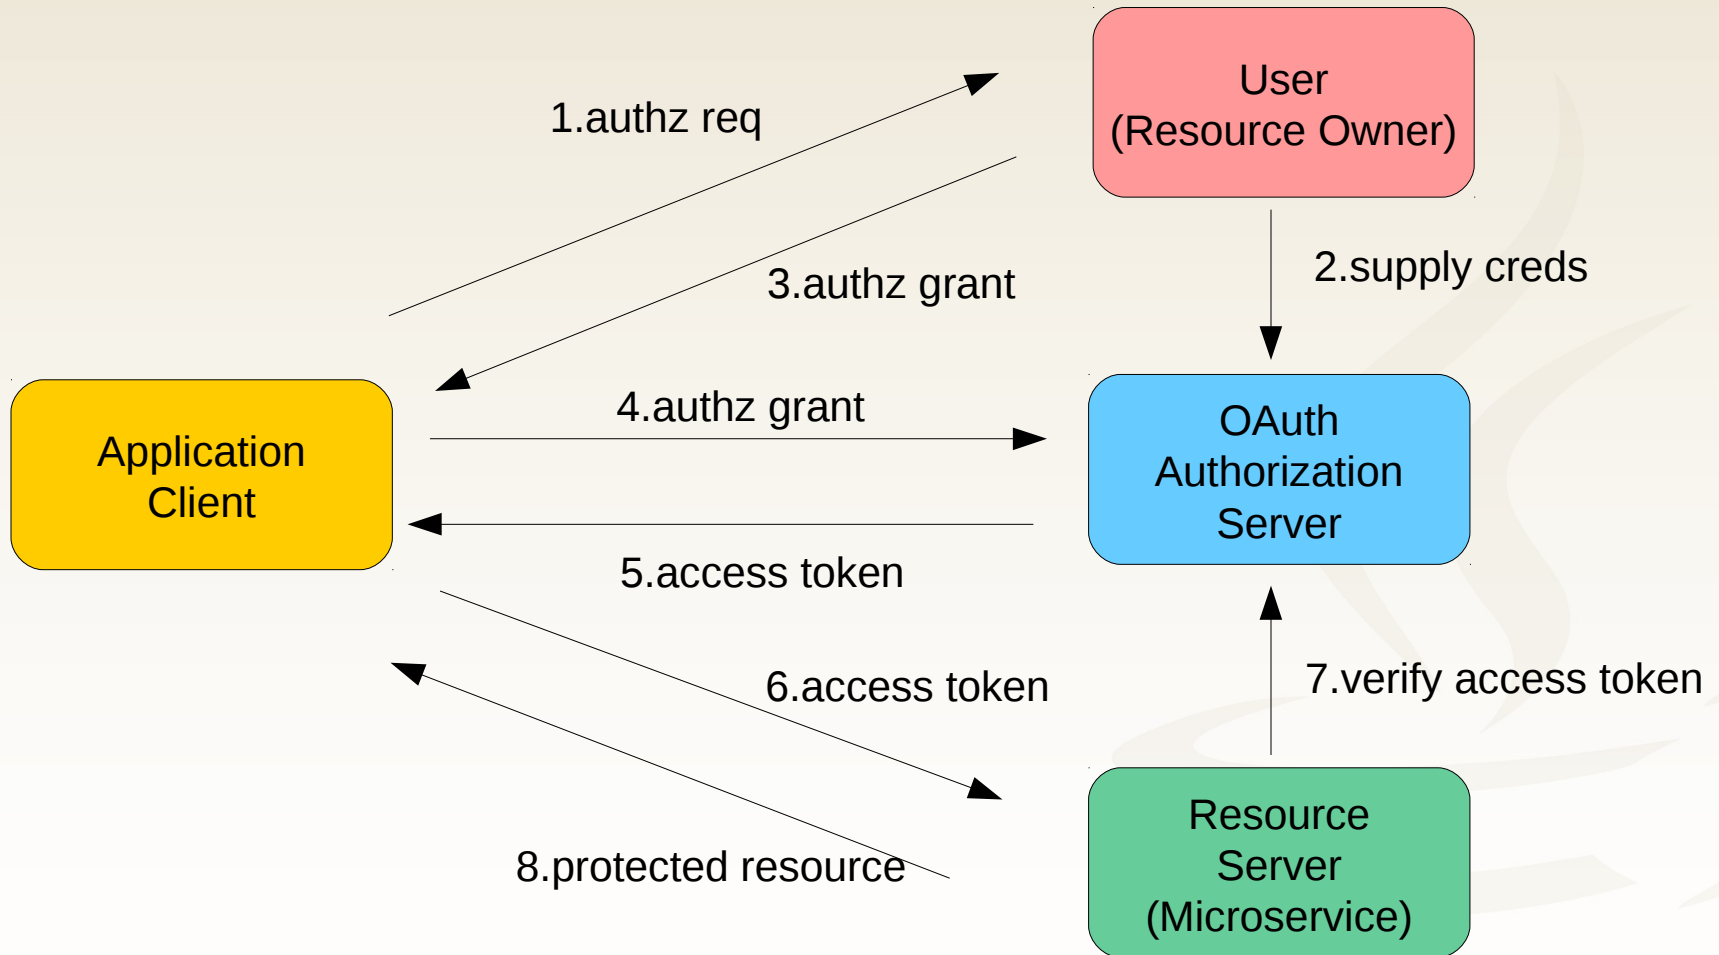 User
(Resource Owner)
1.authz req
2.supply creds
3.authz grant
4.authz grant
Application
Client
OAuth
Authorization
Server
5.access token
6.access token
7.verify access token
8.protected resource
Resource
Server
(Microservice)